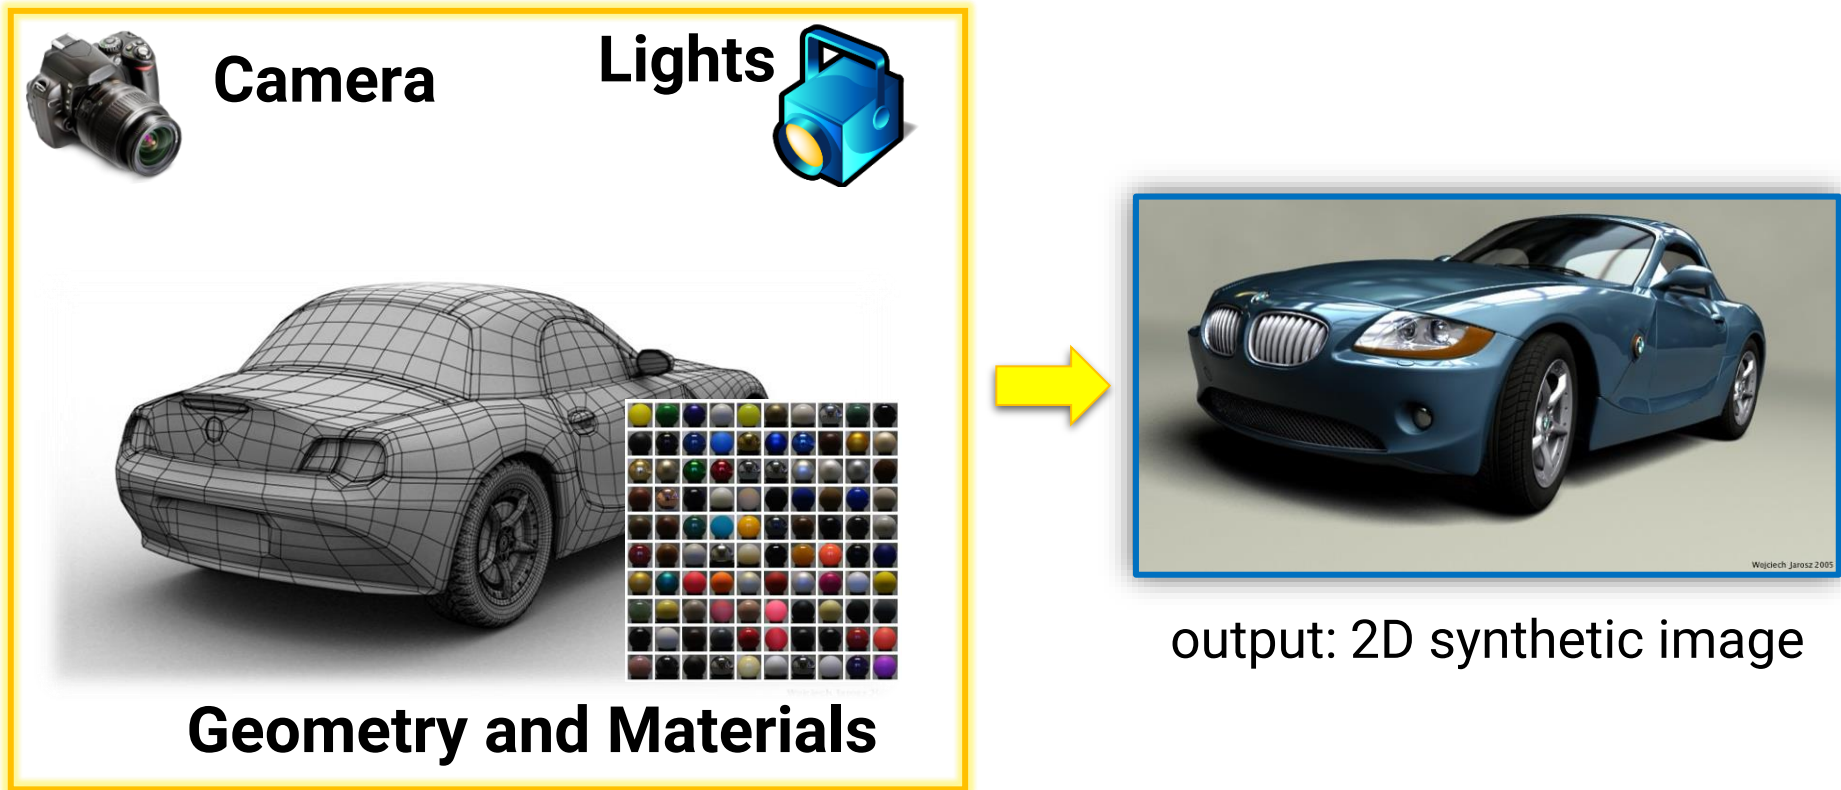 Camera
Lights
Geometry and Materials
Wojciech Jarosz 2005
output: 2D synthetic image